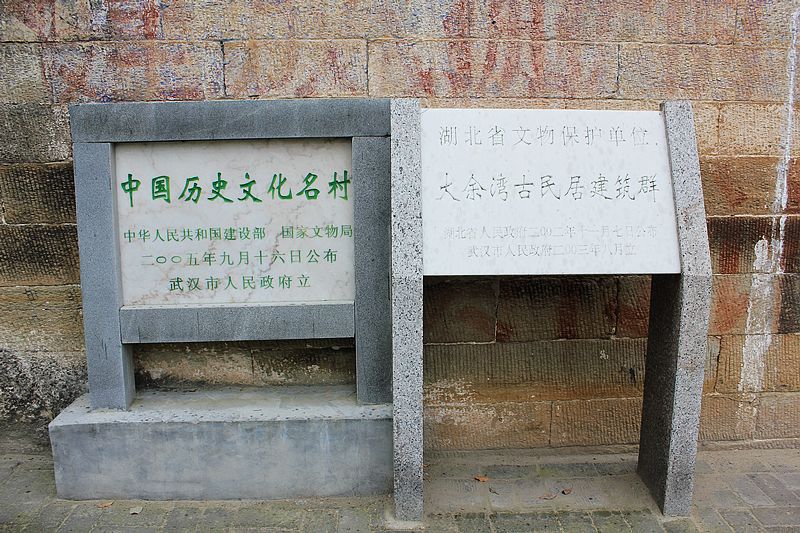 中国历史文化名村
中华人民共和国建设部 国家文物局
二〇〇五年九月十六日公布
武汉市人民政府立
湖北省文物保护单位
大余湾古民居建筑群
湖北省人民政府二〇〇二年十一月七日公布
武汉市人民政府二〇〇三年八月立